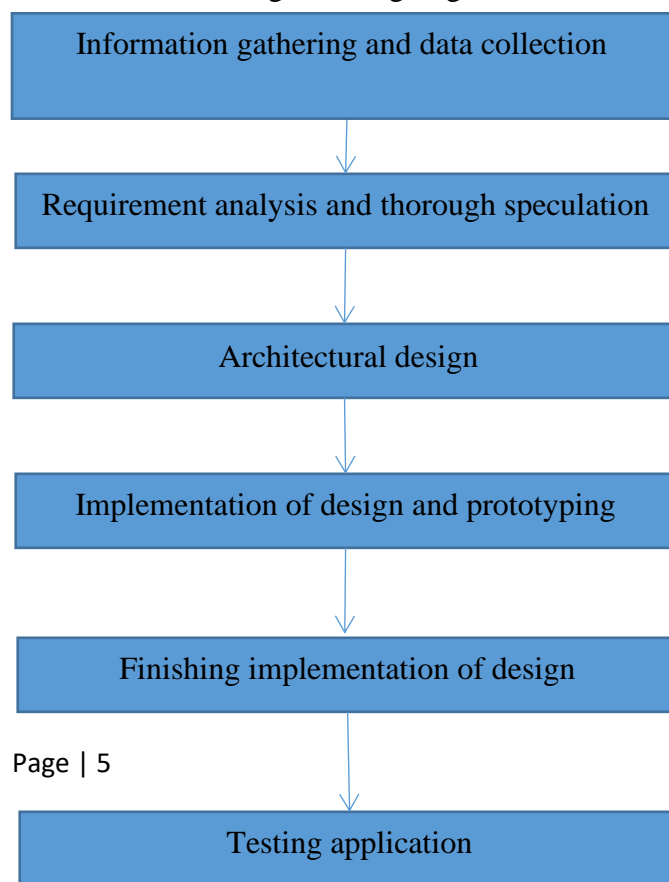 Information gathering and data collection
Requirement analysis and thorough speculation
Architectural design
Implementation of design and prototyping
Finishing implementation of design
Page | 5
Testing application